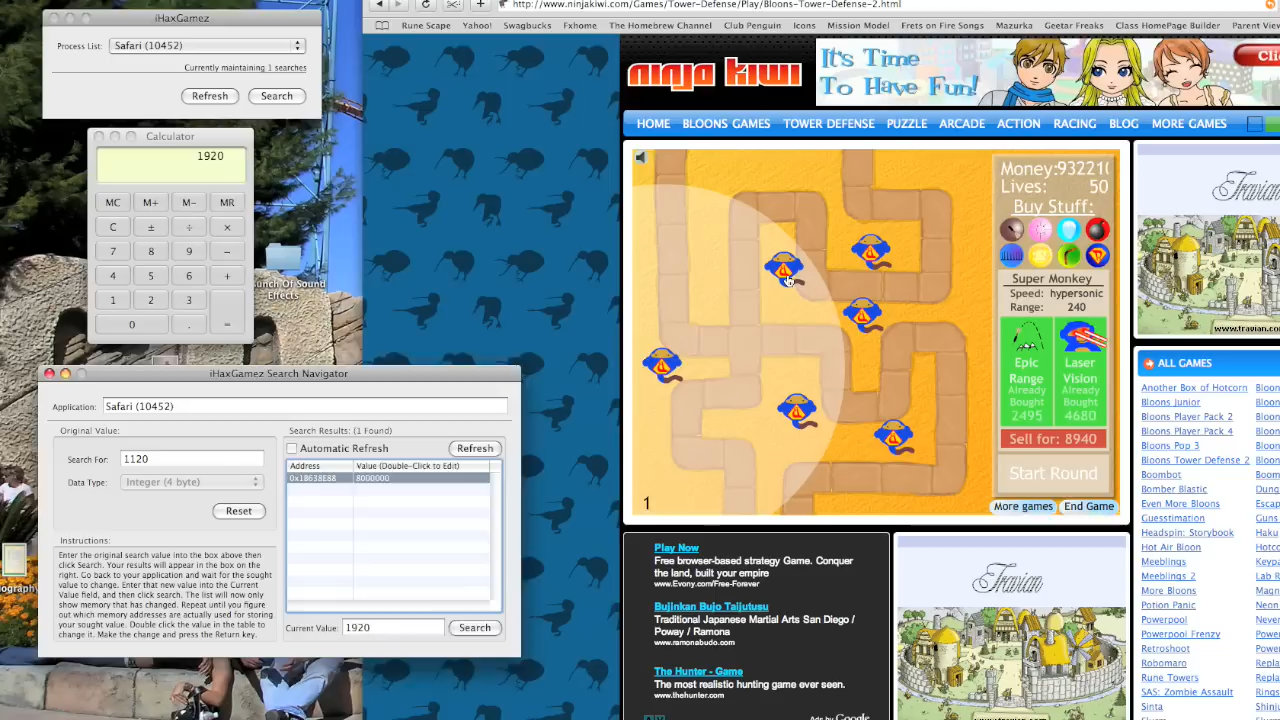 iHaxGamez
Process List: Safari (10452)
Currently maintaining 1 searches
Refresh Search
Calculator
1920
MC M+ M- MR
C ± ÷ ×
7 8 9 −
4 5 6 +
1 2 3
0 . =
unch Of Sound
Effects
iHaxGamez Search Navigator
Application: Safari (10452)
Original Value:
Search For: 1120
Data Type: Integer (4 byte)
Reset
Instructions:
Enter the original search value into the box above then
click Search. Your results will appear in the box on the
right. Go back to your application and wait for the sought
value to change. Enter that new value into the Current
Value field, and then click search. The list will now only
show memory that has changed. Repeat until you figure
out which memory addresses are actually used for storing
your sought value. Double click the value in the table to
change it. Make the change and press the Return key.
Search Results: (1 Found)
Automatic Refresh Refresh
Address Value (Double-Click to Edit)
0x18638E88 8000000
Current Value: 1920 Search
http://www.ninjakiwi.com/Games/Tower-Defense/Play/Bloons-Tower-Defense-2.html
Rune Scape Yahoo! Swagbucks Fxhome The Homebrew Channel Club Penguin Icons Mission Model Frets on Fire Songs Mazurka Geetar Freaks Class HomePage Builder Parent View
ninja kiwi
It's Time
To Have Fun!
Cli
HOME BLOONS GAMES TOWER DEFENSE PUZZLE ARCADE ACTION RACING BLOG MORE GAMES
Money:932210
Lives: 50
Buy Stuff:
Super Monkey
Speed: hypersonic
Range: 240
Epic
Range
Already
Bought
2495
Laser
Vision
Already
Bought
4680
Sell for: 8940
Start Round
1
More games End Game
Travian
www.travian.co
ALL GAMES
Another Box of Hotcorn
Bloons Junior
Bloons Player Pack 2
Bloons Player Pack 4
Bloons Pop 3
Bloons Tower Defense 2
Boombot
Bomber Blastic
Even More Bloons
Guesstimation
Headspin: Storybook
Hot Air Bloon
Meeblings
Meeblings 2
More Bloons
Potion Panic
Powerpool
Powerpool Frenzy
Retroshoot
Robomaro
Rune Towers
SAS: Zombie Assault
Sinta
Play Now
Free browser-based strategy Game. Conquer
the land, built your empire
www.Evony.com/Free-Forever
Bujinkan Bujo Taijutusu
Traditional Japanese Martial Arts San Diego /
Poway / Ramona
www.ramonabudo.com
The Hunter - Game
The most realistic hunting game ever seen.
www.thehunter.com
Ads by Google
Travian